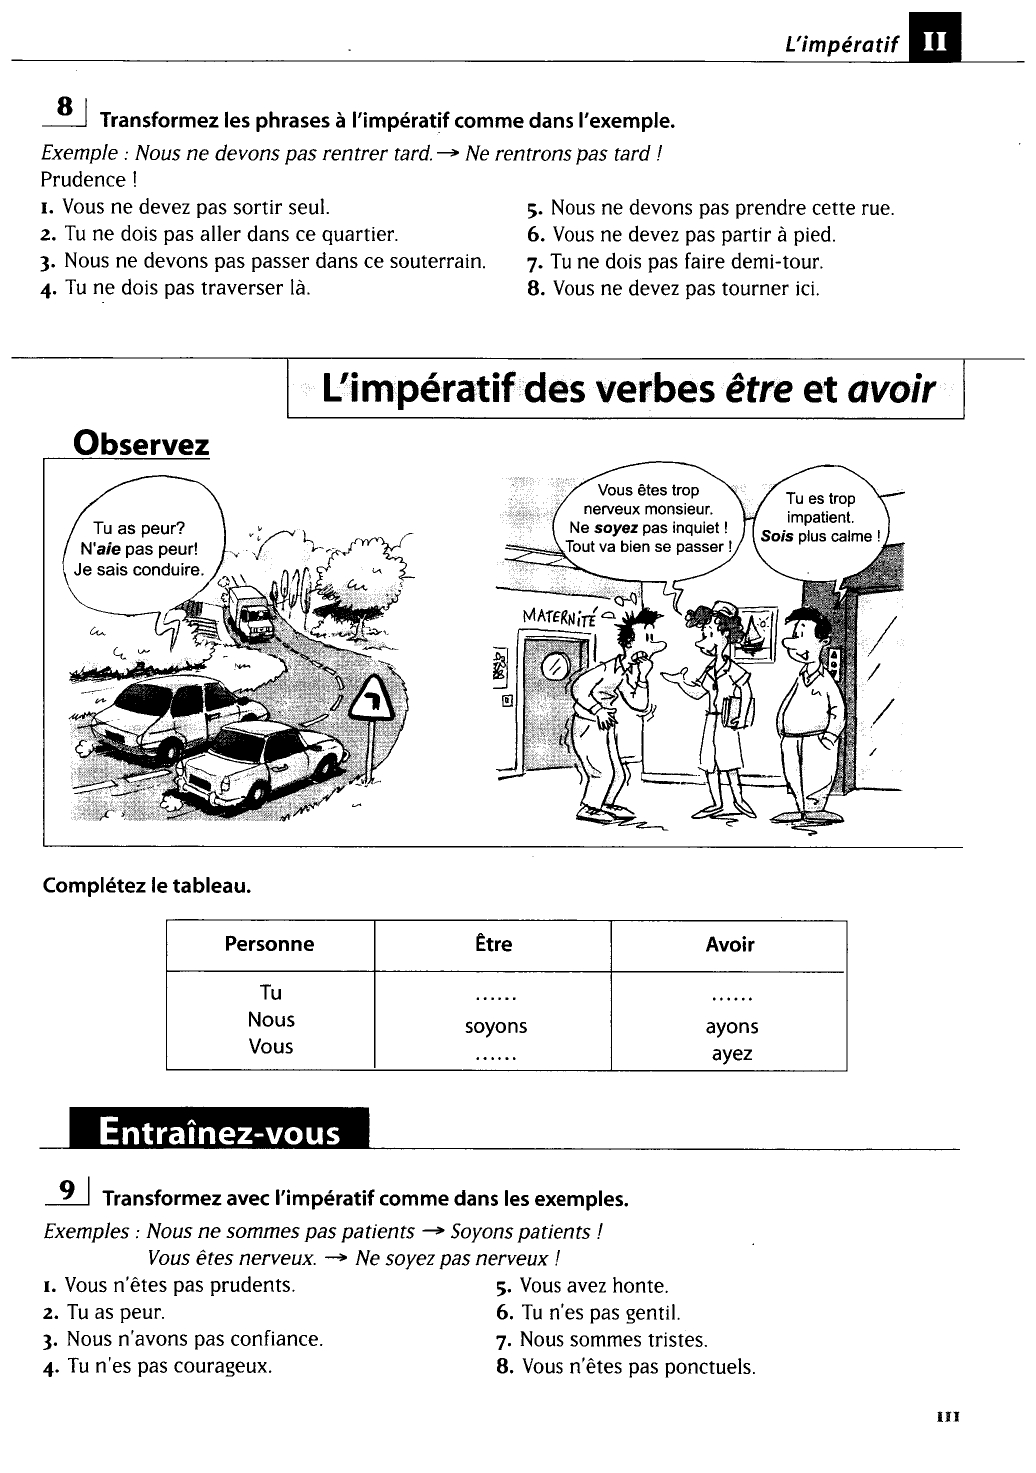 L'impératif II
8 Transformez les phrases à l'impératif comme dans l'exemple.
Exemple : Nous ne devons pas rentrer tard. → Ne rentrons pas tard !
Prudence !
1. Vous ne devez pas sortir seul.
2. Tu ne dois pas aller dans ce quartier.
3. Nous ne devons pas passer dans ce souterrain.
4. Tu ne dois pas traverser là.
5. Nous ne devons pas prendre cette rue.
6. Vous ne devez pas partir à pied.
7. Tu ne dois pas faire demi-tour.
8. Vous ne devez pas tourner ici.
L'impératif des verbes être et avoir
Observez
Tu as peur?
N'aie pas peur!
Je sais conduire.
Vous êtes trop
nerveux monsieur.
Ne soyez pas inquiet !
Tout va bien se passer !
Tu es trop
impatient.
Sois plus calme !
MATERNITÉ
Complétez le tableau.
Personne Être Avoir
Tu ...... ......
Nous soyons ayons
Vous ...... ayez
Entraînez-vous
9 Transformez avec l'impératif comme dans les exemples.
Exemples : Nous ne sommes pas patients → Soyons patients !
Vous êtes nerveux. → Ne soyez pas nerveux !
1. Vous n'êtes pas prudents.
2. Tu as peur.
3. Nous n'avons pas confiance.
4. Tu n'es pas courageux.
5. Vous avez honte.
6. Tu n'es pas gentil.
7. Nous sommes tristes.
8. Vous n'êtes pas ponctuels.
111